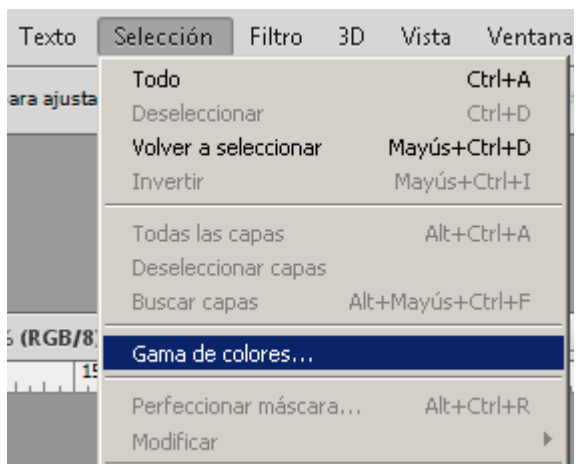 Texto Selección Filtro 3D Vista Ventana
ara ajusta
Todo Ctrl+A
Deseleccionar Ctrl+D
Volver a seleccionar Mayús+Ctrl+D
Invertir Mayús+Ctrl+I
Todas las capas Alt+Ctrl+A
Deseleccionar capas
Buscar capas Alt+Mayús+Ctrl+F
% (RGB/8)
Gama de colores...
15
Perfeccionar máscara... Alt+Ctrl+R
Modificar